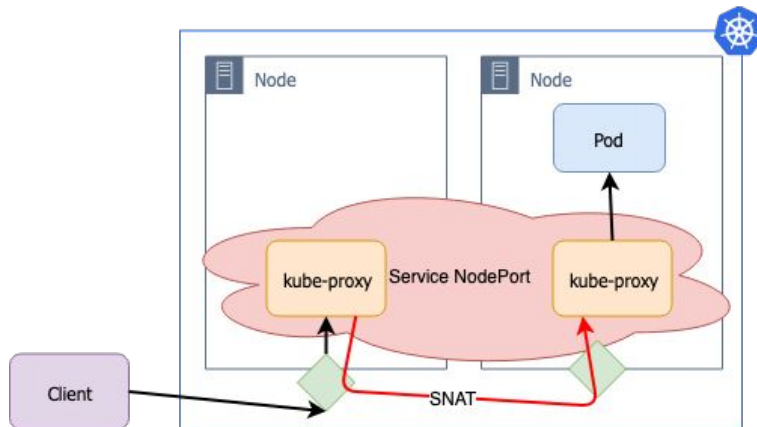 Node
Node
Pod
kube-proxy
Service NodePort
kube-proxy
Client
SNAT